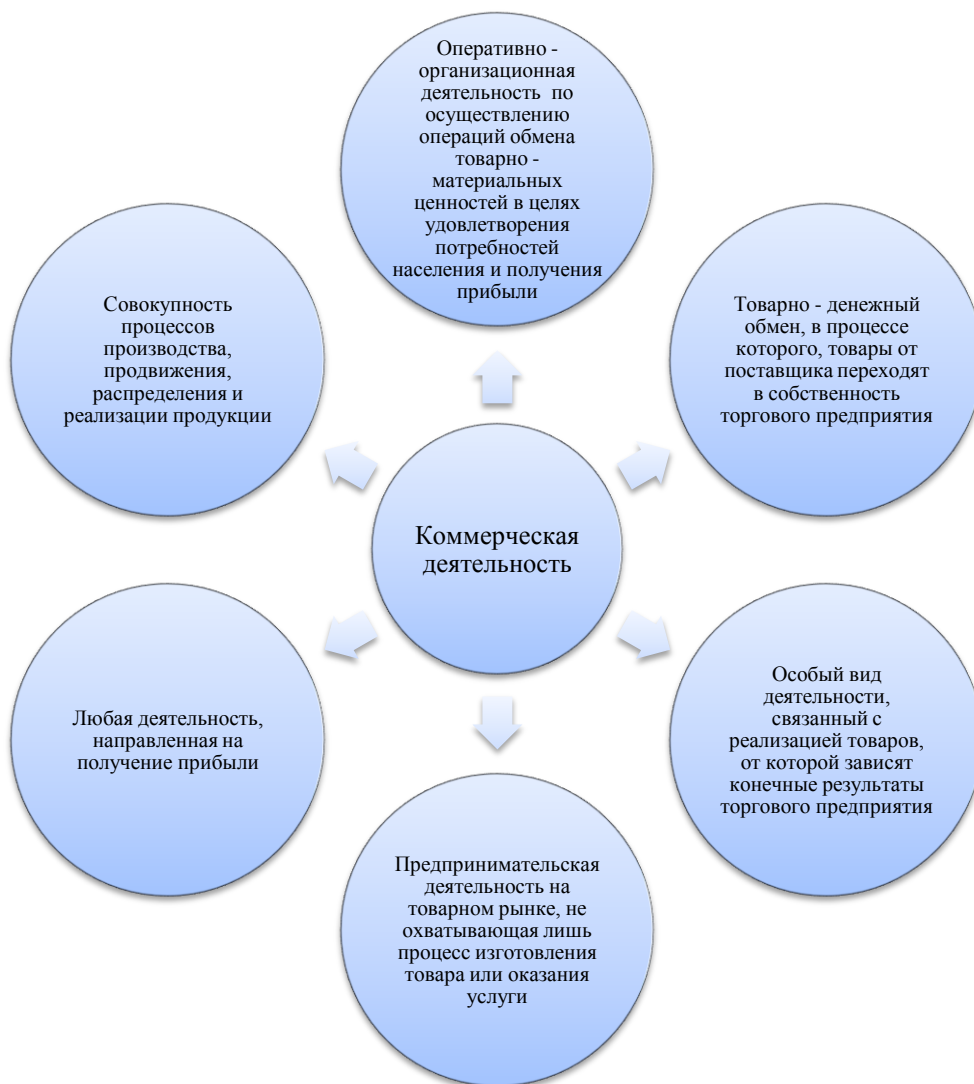 Оперативно -
организационная
деятельность по
осуществлению
операций обмена
товарно -
материальных
ценностей в целях
удовлетворения
потребностей
населения и получения
прибыли
Товарно - денежный
обмен, в процессе
которого, товары от
поставщика переходят
в собственность
торгового предприятия
Особый вид
деятельности,
связанный с
реализацией товаров,
от которой зависят
конечные результаты
торгового предприятия
Предпринимательская
деятельность на
товарном рынке, не
охватывающая лишь
процесс изготовления
товара или оказания
услуги
Любая деятельность,
направленная на
получение прибыли
Совокупность
процессов
производства,
продвижения,
распределения и
реализации продукции
Коммерческая
деятельность